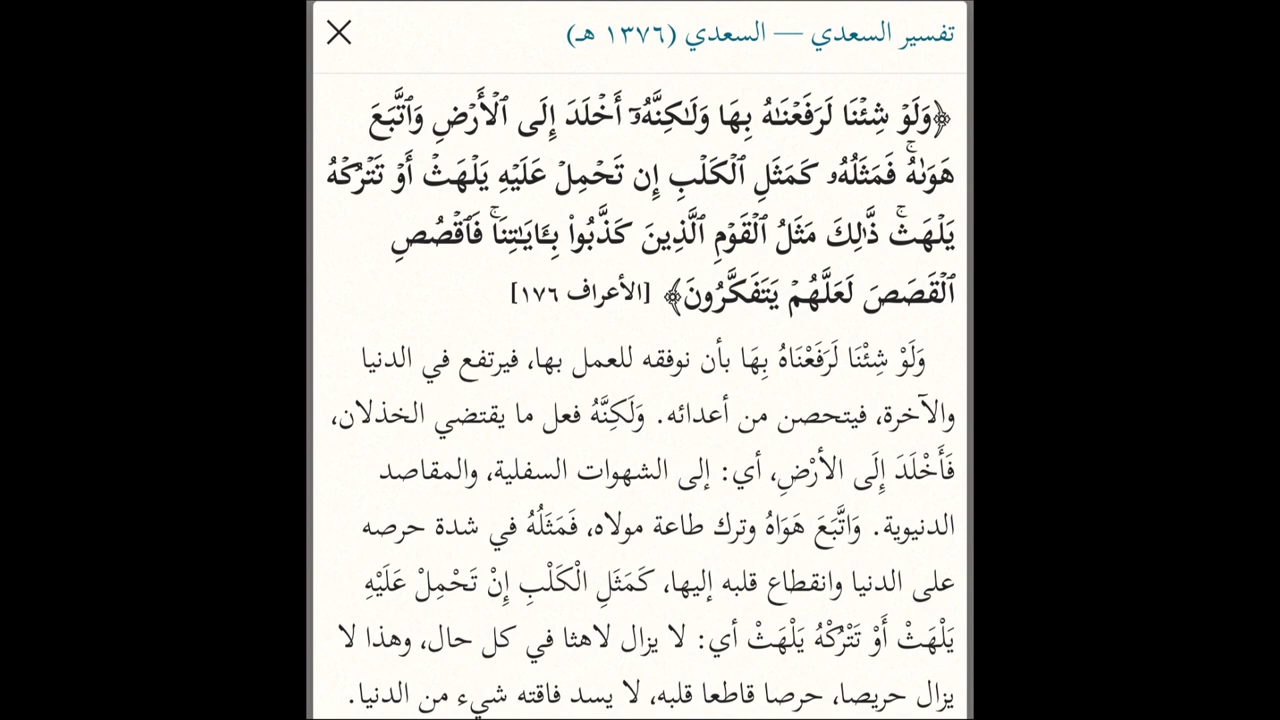 تفسير السعدي — السعدي (١٣٧٦ هـ)
﴿وَلَوۡ شِئۡنَا لَرَفَعۡنَٰهُ بِهَا وَلَٰكِنَّهُۥٓ أَخۡلَدَ إِلَى ٱلۡأَرۡضِ وَٱتَّبَعَ
هَوَىٰهُۚ فَمَثَلُهُۥ كَمَثَلِ ٱلۡكَلۡبِ إِن تَحۡمِلۡ عَلَيۡهِ يَلۡهَثۡ أَوۡ تَتۡرُكۡهُ
يَلۡهَثۚ ذَّٰلِكَ مَثَلُ ٱلۡقَوۡمِ ٱلَّذِينَ كَذَّبُوا۟ بِـَٔايَٰتِنَاۚ فَٱقۡصُصِ
ٱلۡقَصَصَ لَعَلَّهُمۡ يَتَفَكَّرُونَ﴾ [الأعراف ١٧٦]
وَلَوْ شِئْنَا لَرَفَعْنَاهُ بِهَا بأن نوفقه للعمل بها، فيرتفع في الدنيا
والآخرة، فيتحصن من أعدائه. وَلَكِنَّهُ فعل ما يقتضي الخذلان،
فَأَخْلَدَ إِلَى الأرْضِ، أي: إلى الشهوات السفلية، والمقاصد
الدنيوية. وَاتَّبَعَ هَوَاهُ وترك طاعة مولاه، فَمَثَلُهُ في شدة حرصه
على الدنيا وانقطاع قلبه إليها، كَمَثَلِ الْكَلْبِ إِنْ تَحْمِلْ عَلَيْهِ
يَلْهَثْ أَوْ تَتْرُكْهُ يَلْهَثْ أي: لا يزال لاهثا في كل حال، وهذا لا
يزال حريصا، حرصا قاطعا قلبه، لا يسد فاقته شيء من الدنيا.